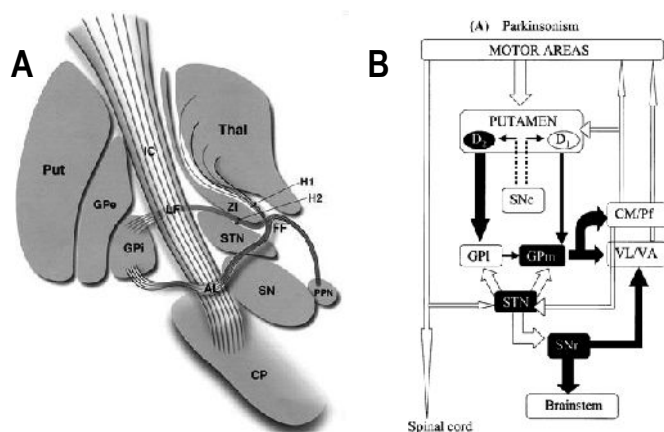 A
IC
Thal
Put
GPe
GPi
LF
ZI
H1
H2
STN
FF
AL
SN
PPN
CP
B
(A) Parkinsonism
MOTOR AREAS
PUTAMEN
D2
D1
SNc
CM/Pf
GPl
GPm
VL/VA
STN
SNr
Brainstem
Spinal cord